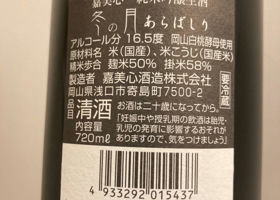 嘉美心 純米吟醸生酒
冬の月 あらばしり
アルコール分 16.5度 岡山白桃酵母使用
原材料名 米(国産)、米こうじ(国産米)
精米歩合 麹米50% 掛米58%
製造者 嘉美心酒造株式会社
岡山県浅口市寄島町7500-2
要冷蔵
品目 清酒
内容量 720ml
お酒は二十歳になってから。
「妊娠中や授乳期の飲酒は胎児・
乳児の発育に影響するおそれが
ありますので、気をつけましょう」
4933292015437